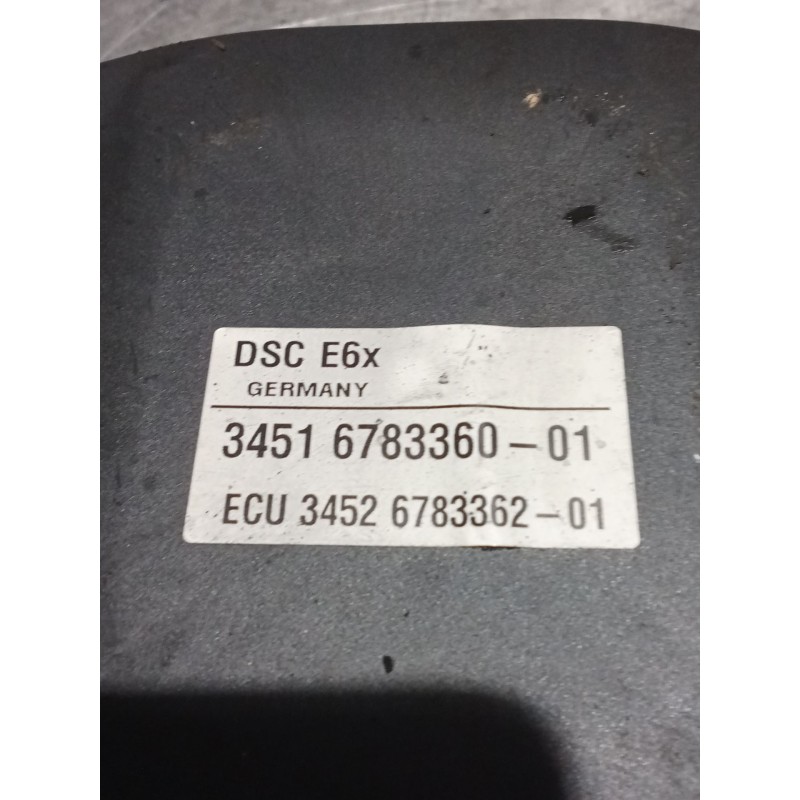 DSC E6x
GERMANY
3451 6783360-01
ECU 3452 6783362-01